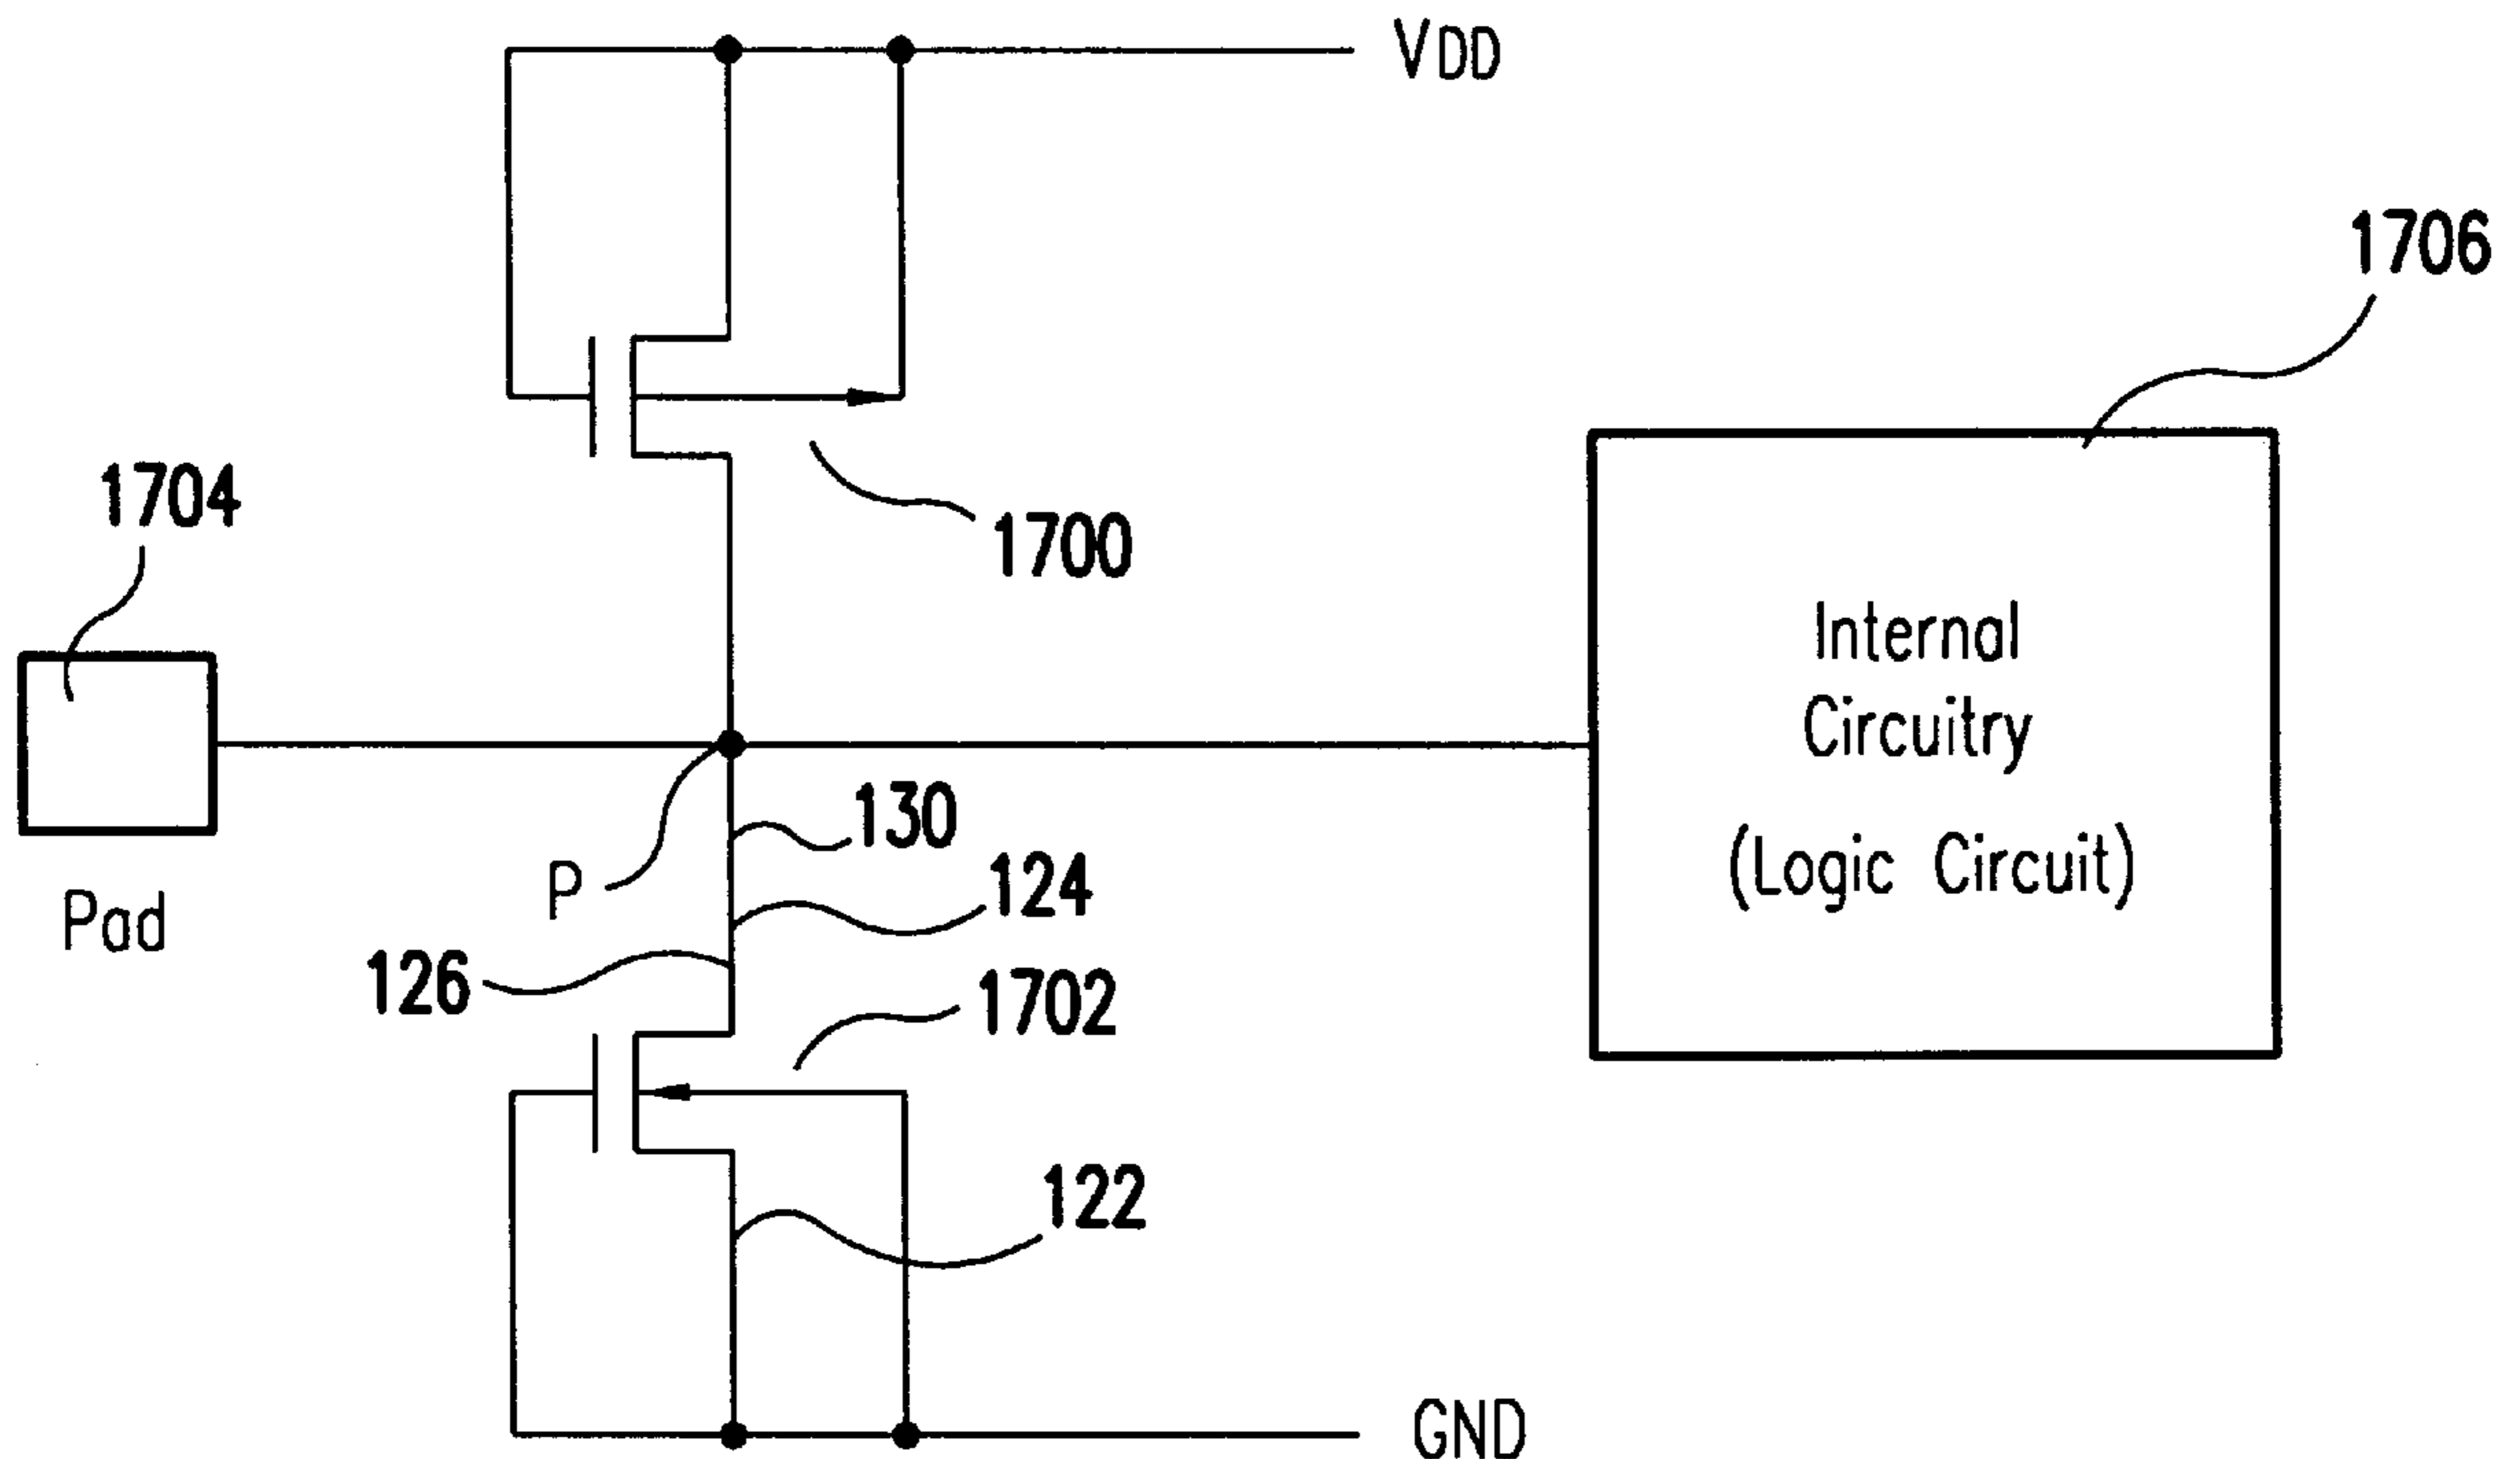 VDD
1706
1704
1700
Internal
Circuitry
(Logic Circuit)
130
P
124
Pad
126
1702
122
GND